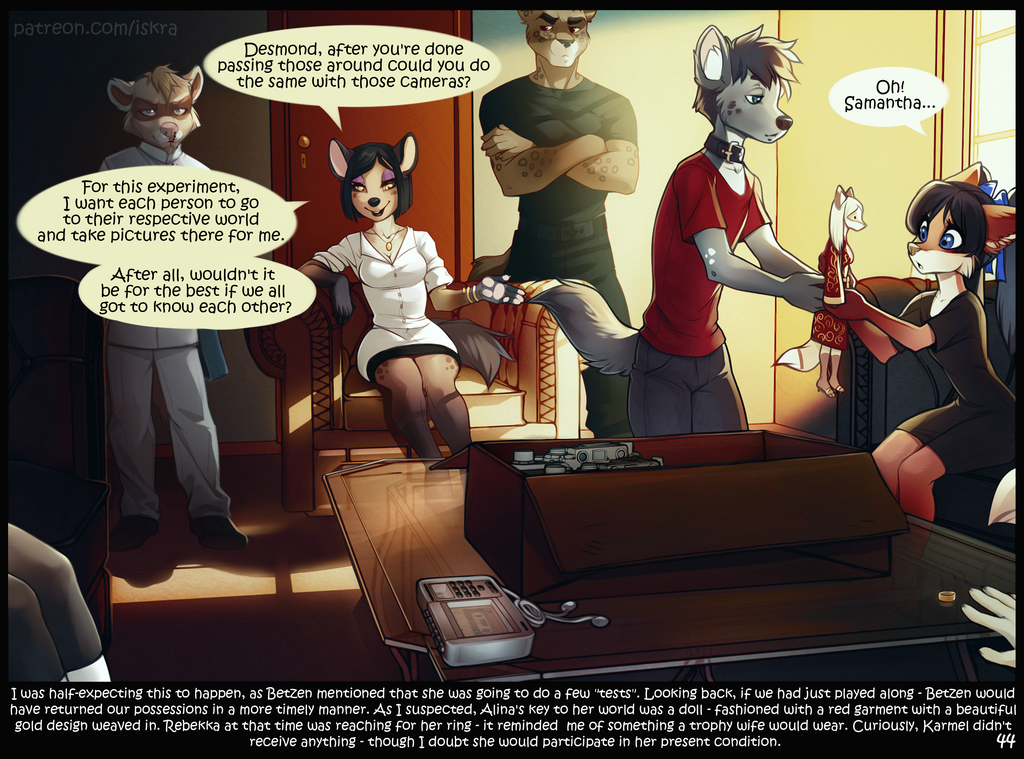 patreon.com/iskra
Desmond, after you're done
passing those around could you do
the same with those cameras?
Oh!
Samantha...
For this experiment,
I want each person to go
to their respective world
and take pictures there for me.
After all, wouldn't it
be for the best if we all
got to know each other?
I was half-expecting this to happen, as Betzen mentioned that she was going to do a few "tests". Looking back, if we had just played along - Betzen would
have returned our possessions in a more timely manner. As I suspected, Alina's key to her world was a doll - fashioned with a red garment with a beautiful
gold design weaved in. Rebekka at that time was reaching for her ring - it reminded me of something a trophy wife would wear. Curiously, Karmel didn't
receive anything - though I doubt she would participate in her present condition.
44